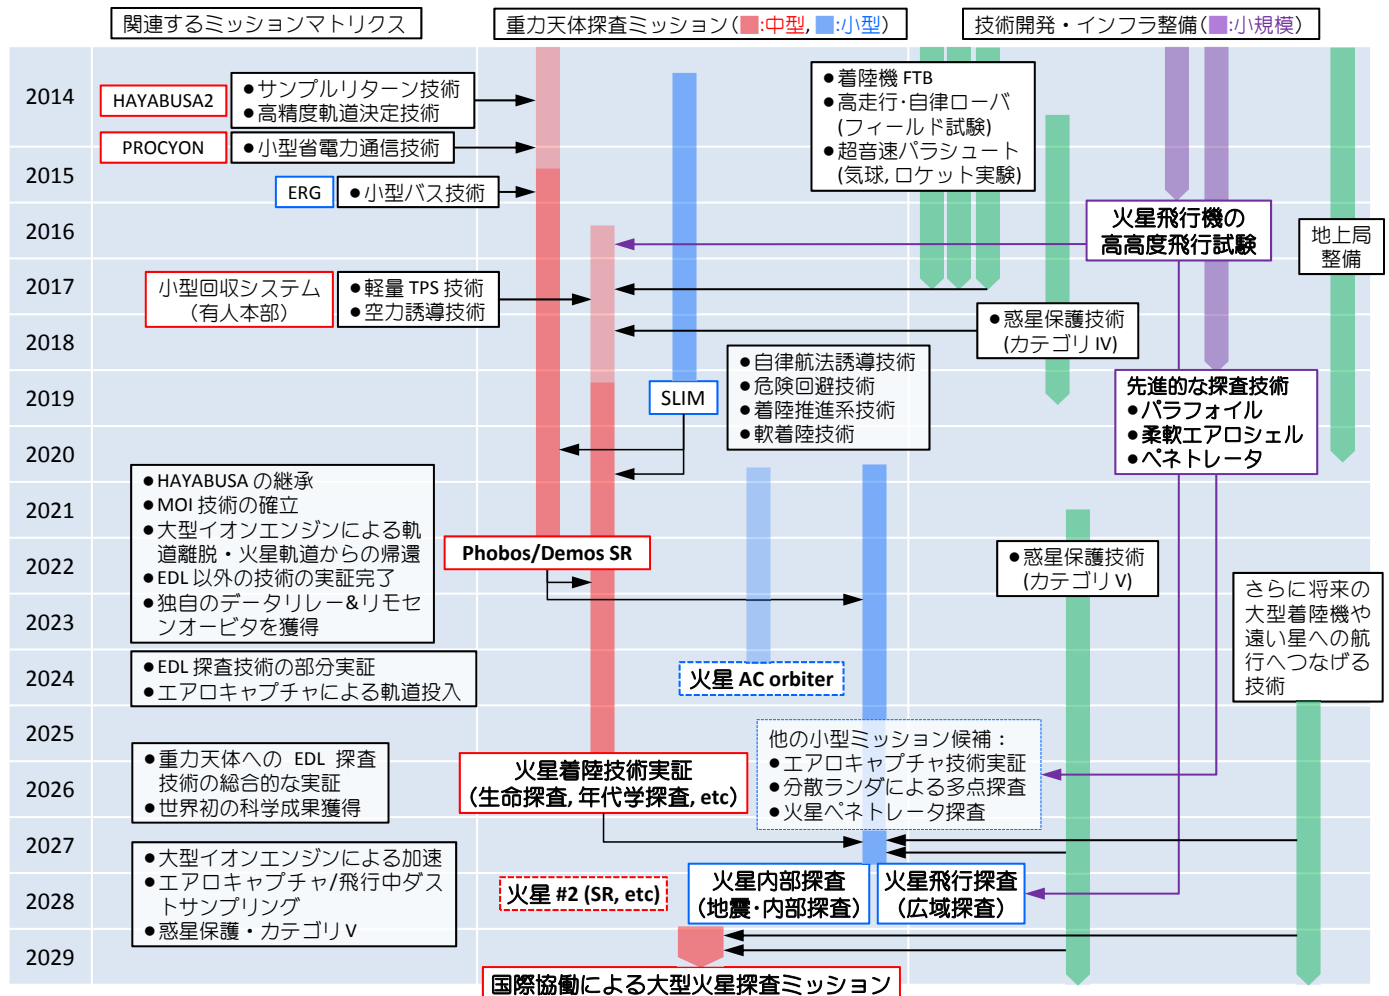 関連するミッションマトリクス
重力天体探査ミッション(■:中型, ■:小型)
技術開発・インフラ整備(■:小規模)
2014
2015
2016
2017
2018
2019
2020
2021
2022
2023
2024
2025
2026
2027
2028
2029
HAYABUSA2
●サンプルリターン技術
●高精度軌道決定技術
PROCYON
●小型省電力通信技術
ERG
●小型バス技術
小型回収システム
(有人本部)
●軽量 TPS 技術
●空力誘導技術
●着陸機 FTB
●高走行・自律ローバ
(フィールド試験)
●超音速パラシュート
(気球, ロケット実験)
火星飛行機の
高高度飛行試験
地上局
整備
●惑星保護技術
(カテゴリ IV)
SLIM
●自律航法誘導技術
●危険回避技術
●着陸推進系技術
●軟着陸技術
先進的な探査技術
●パラフォイル
●柔軟エアロシェル
●ペネトレータ
●HAYABUSA の継承
●MOI 技術の確立
●大型イオンエンジンによる軌
道離脱・火星軌道からの帰還
●EDL 以外の技術の実証完了
●独自のデータリレー&リモセ
ンオービタを獲得
Phobos/Demos SR
●惑星保護技術
(カテゴリ V)
さらに将来の
大型着陸機や
遠い星への航
行へつなげる
技術
●EDL 探査技術の部分実証
●エアロキャプチャによる軌道投入
火星 AC orbiter
●重力天体への EDL 探査
技術の総合的な実証
●世界初の科学成果獲得
火星着陸技術実証
(生命探査, 年代学探査, etc)
他の小型ミッション候補：
●エアロキャプチャ技術実証
●分散ランダによる多点探査
●火星ペネトレータ探査
●大型イオンエンジンによる加速
●エアロキャプチャ/飛行中ダス
トサンプリング
●惑星保護・カテゴリ V
火星 #2 (SR, etc)
火星内部探査
(地震・内部探査)
火星飛行探査
(広域探査)
国際協働による大型火星探査ミッション